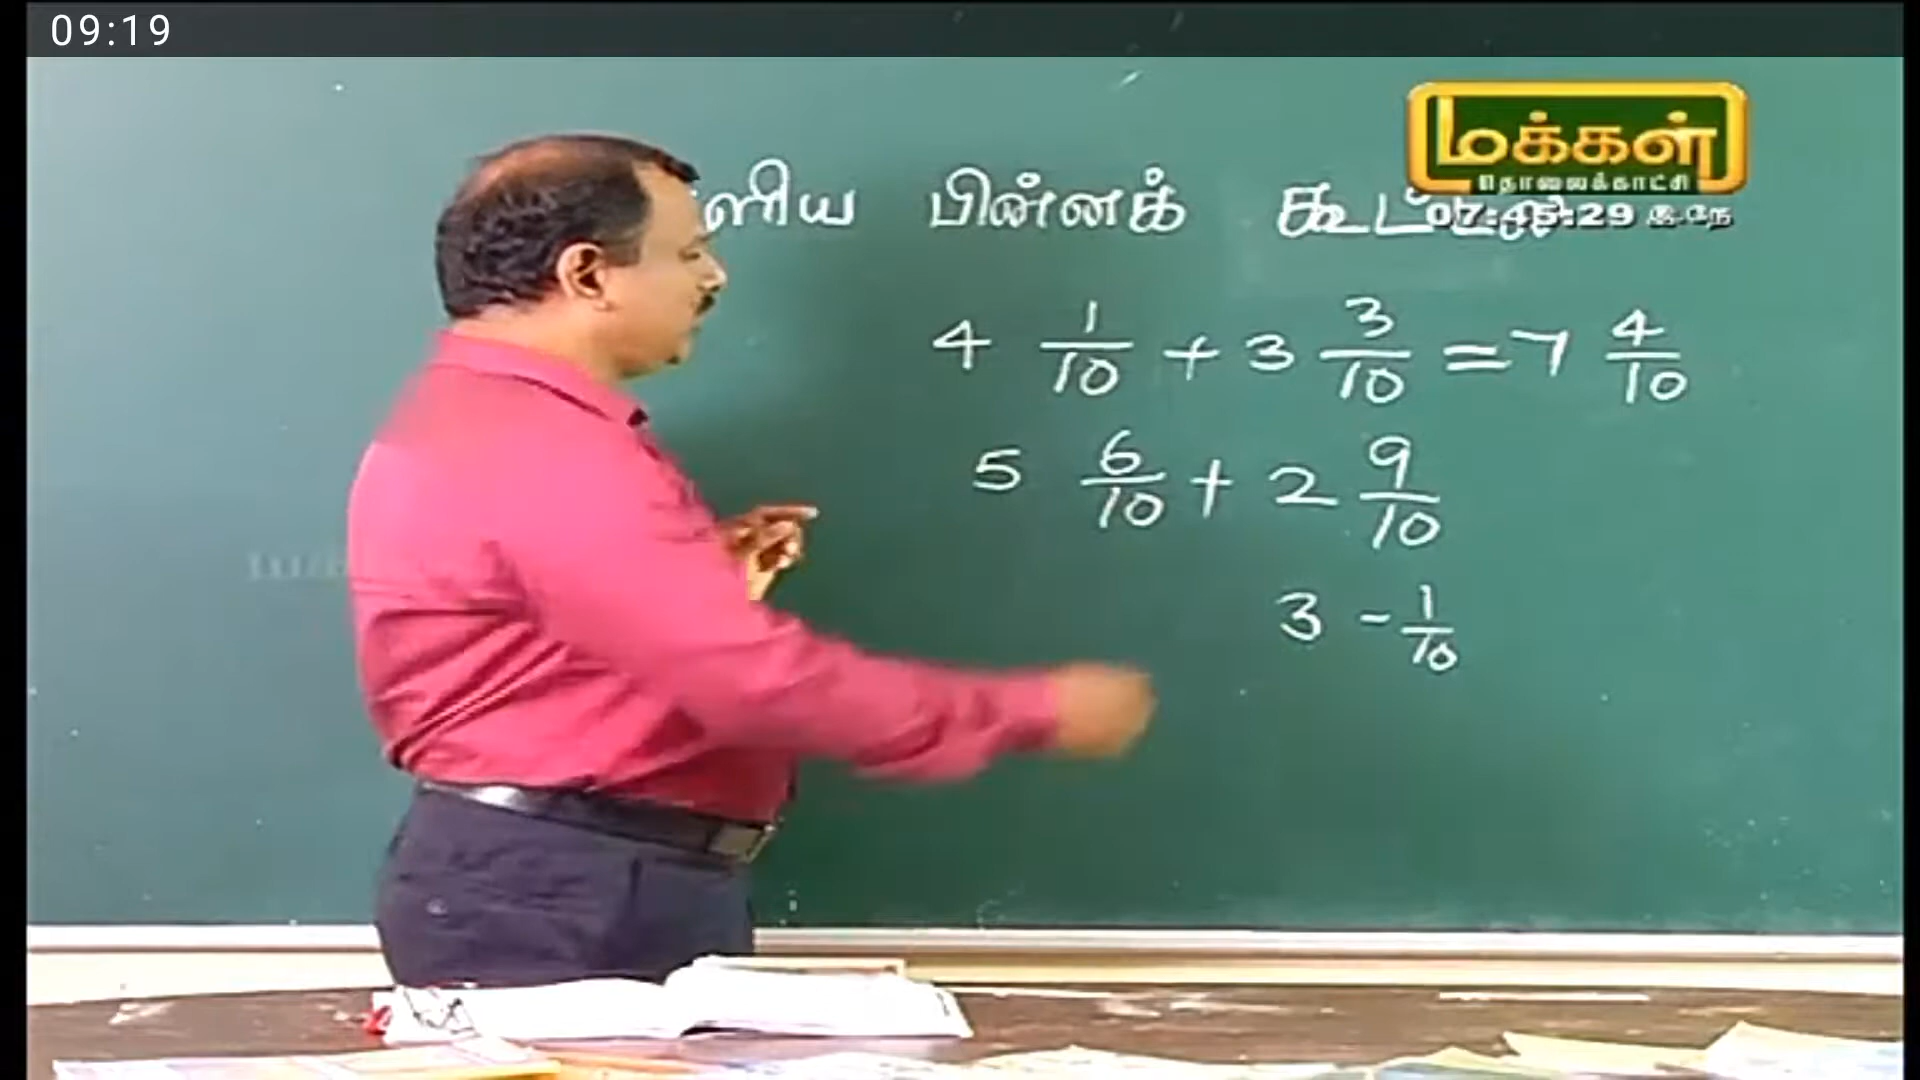 09:19
மக்கள்
தொலைக்காட்சி
07:45:29 இ.நே
பின்னக்
4 1/10 + 3 3/10 = 7 4/10
5 6/10 + 2 9/10
3 - 1/10